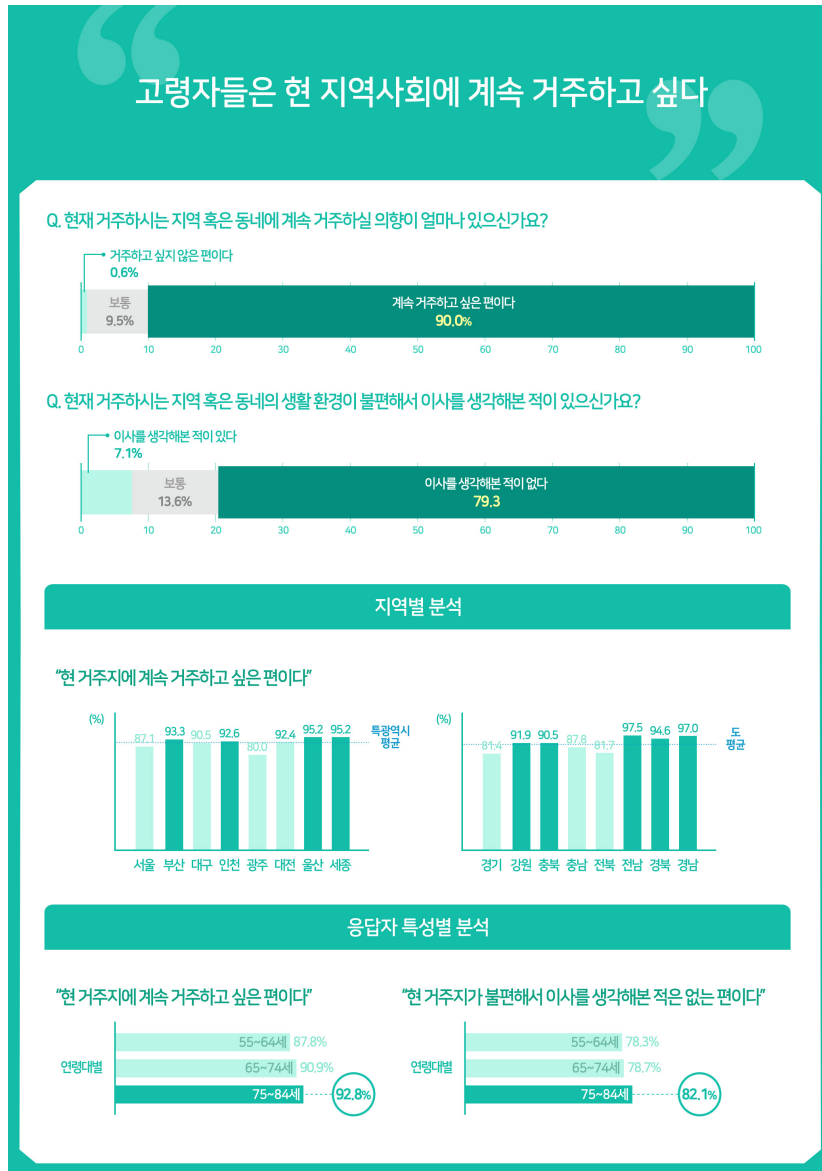 “
고령자들은 현 지역사회에 계속 거주하고 싶다
”
Q. 현재 거주하시는 지역 혹은 동네에 계속 거주하실 의향이 얼마나 있으신가요?
거주하고 싶지 않은 편이다
0.6%
보통
9.5%
계속 거주하고 싶은 편이다
90.0%
0 10 20 30 40 50 60 70 80 90 100
Q. 현재 거주하시는 지역 혹은 동네의 생활 환경이 불편해서 이사를 생각해본 적이 있으신가요?
이사를 생각해본 적이 있다
7.1%
보통
13.6%
이사를 생각해본 적이 없다
79.3
0 10 20 30 40 50 60 70 80 90 100
지역별 분석
“현 거주지에 계속 거주하고 싶은 편이다”
(%)
87.1 93.3 90.5 92.6 80.0 92.4 95.2 95.2
특광역시
평균
서울 부산 대구 인천 광주 대전 울산 세종
(%)
81.4 91.9 90.5 87.8 81.7 97.5 94.6 97.0
도
평균
경기 강원 충북 충남 전북 전남 경북 경남
응답자 특성별 분석
“현 거주지에 계속 거주하고 싶은 편이다”
연령대별
55~64세 87.8%
65~74세 90.9%
75~84세 92.8%
“현 거주지가 불편해서 이사를 생각해본 적은 없는 편이다”
연령대별
55~64세 78.3%
65~74세 78.7%
75~84세 82.1%